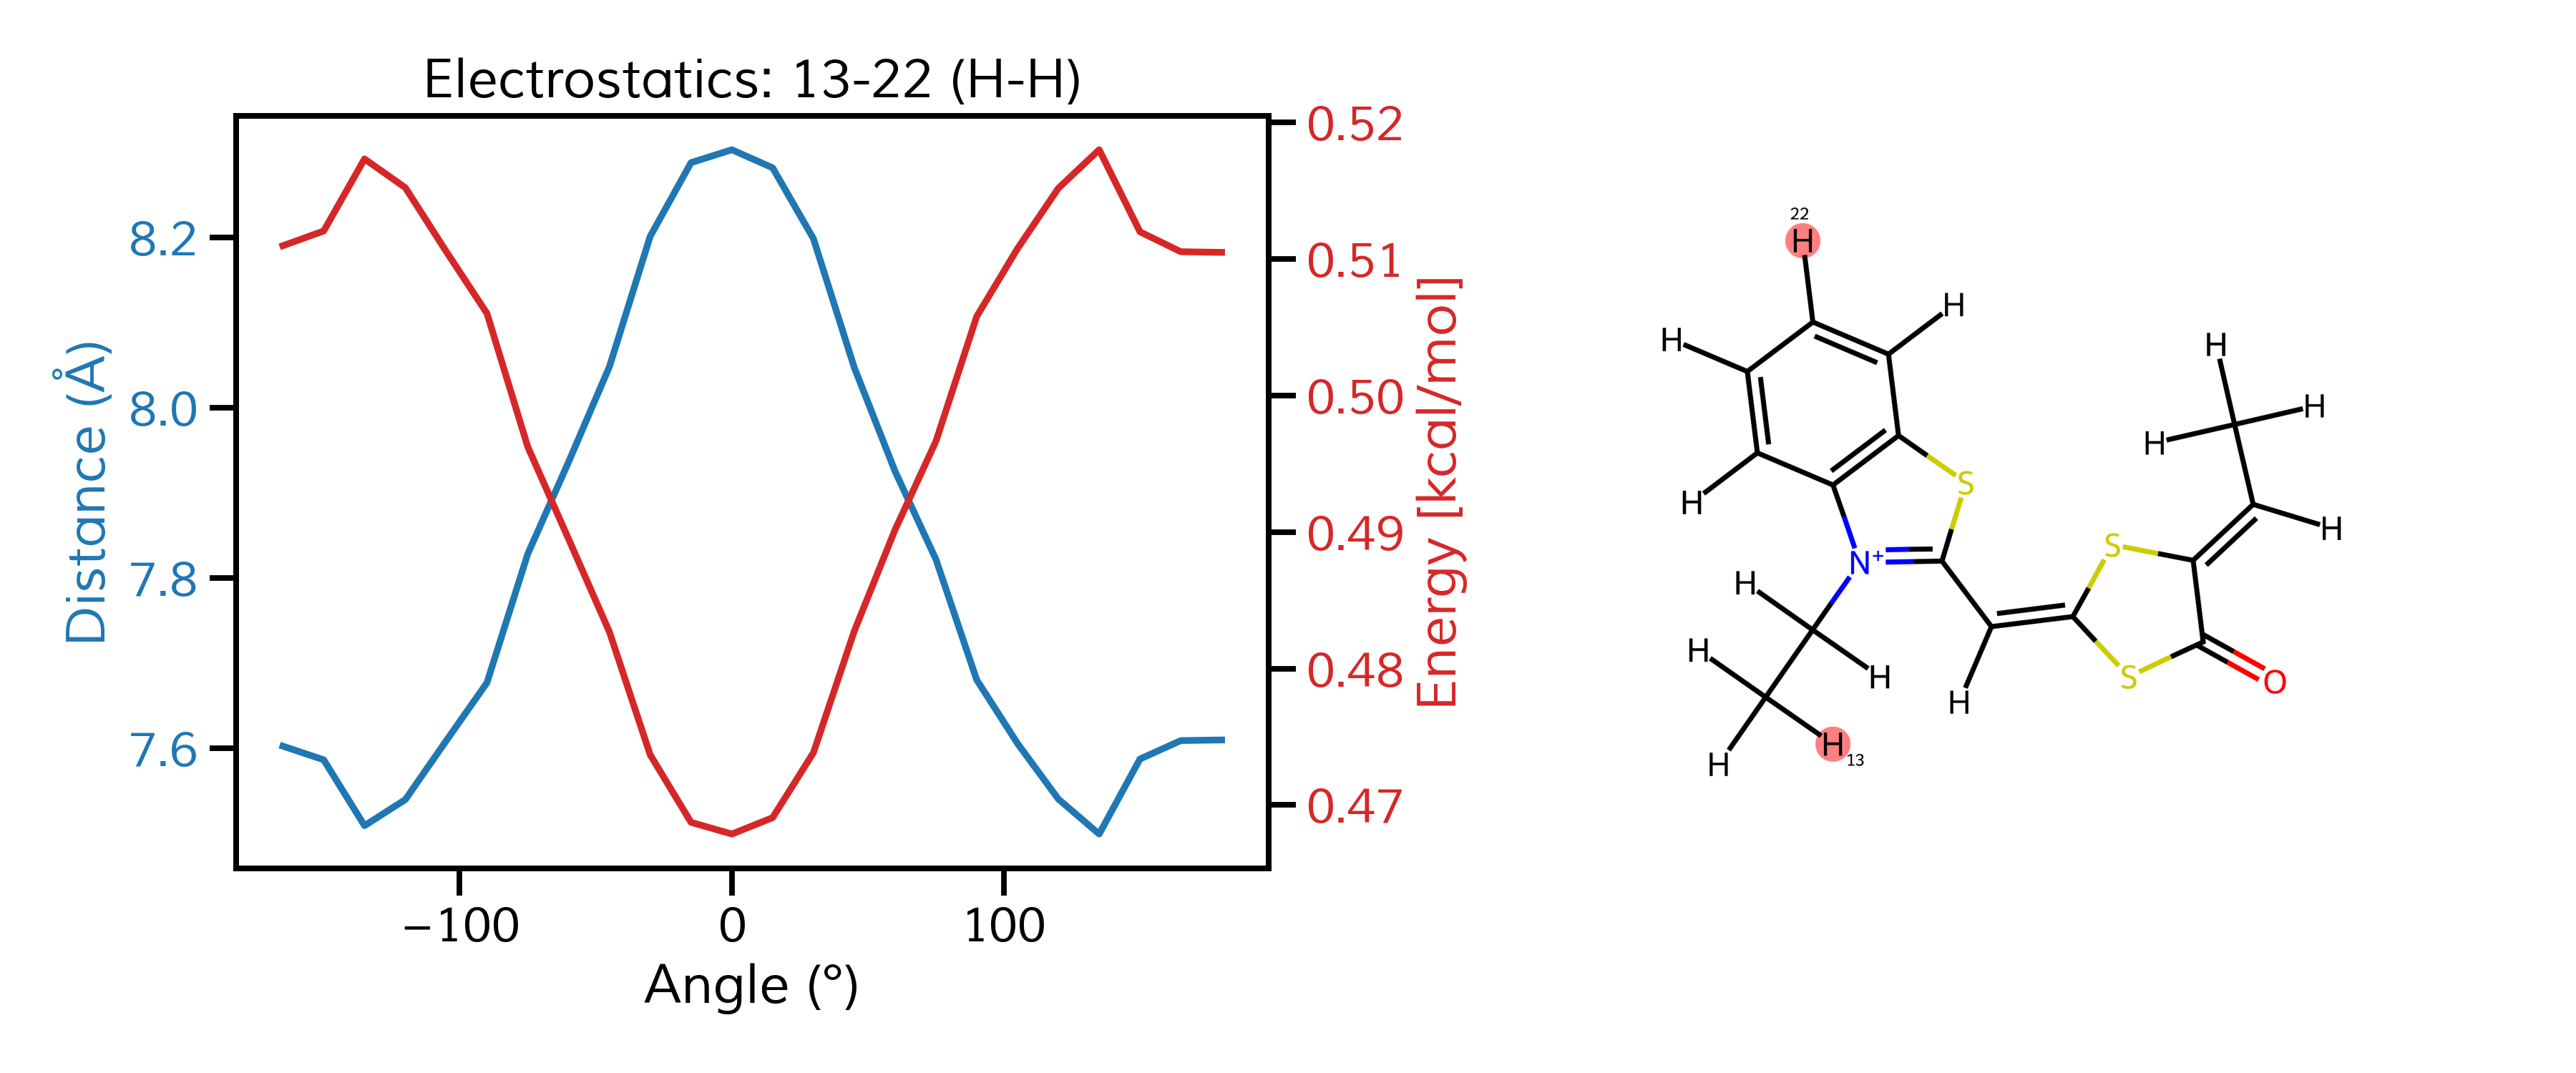 Electrostatics: 13-22 (H-H)
0.52
8.2
0.51
8.0
0.50
7.8
0.49
7.6
0.48
0.47
Distance (Å)
Energy [kcal/mol]
−100
0
100
Angle (°)
22
H
H
H
H
H
H
H
S
H
S
H
N⁺
H
H
H
S
O
H
H
H
13